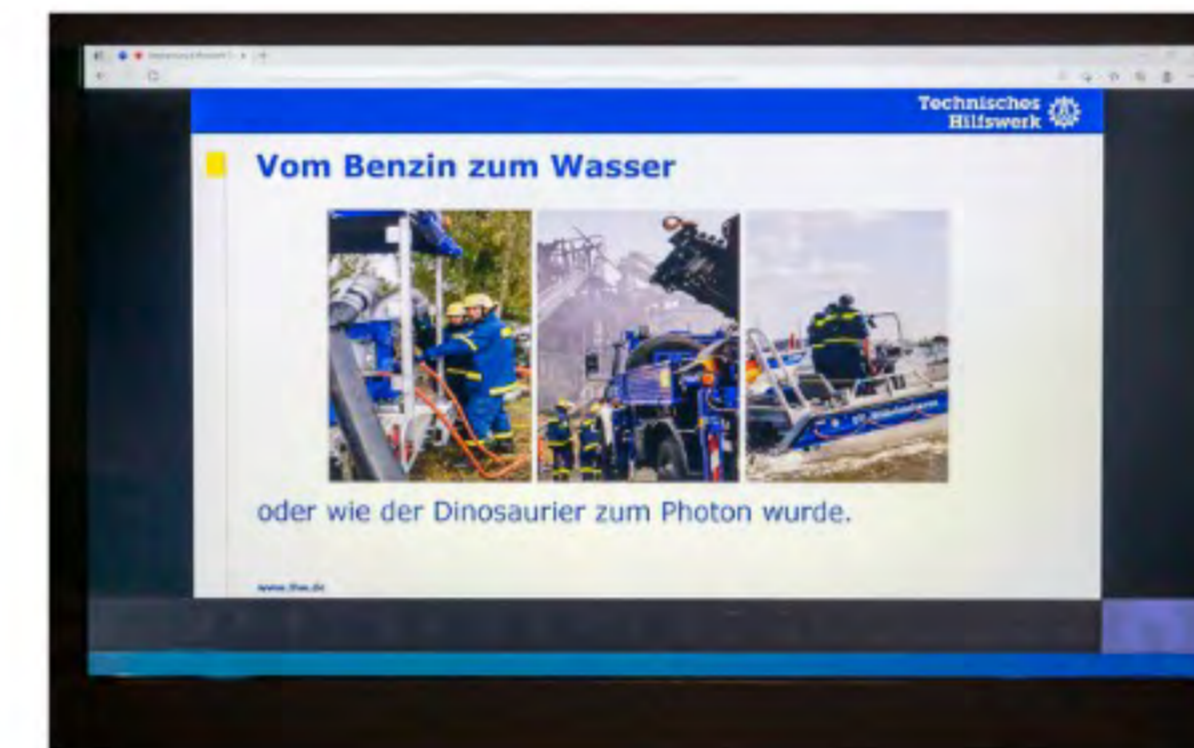 Technisches
Hilfswerk
Vom Benzin zum Wasser
oder wie der Dinosaurier zum Photon wurde.
www.thw.de